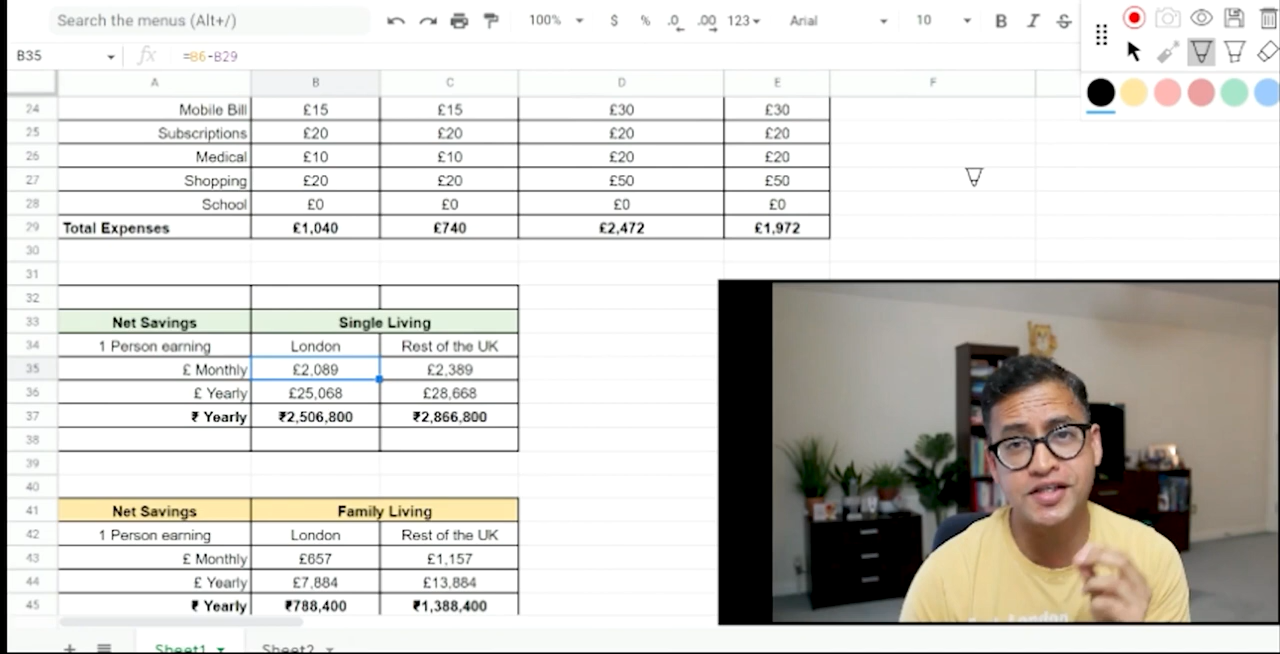 Search the menus (Alt+/) 100% $ % .0 .00 123 Arial 10 B I S
B35 fx =B6-B29
A B C D E F
24 Mobile Bill £15 £15 £30 £30
25 Subscriptions £20 £20 £20 £20
26 Medical £10 £10 £20 £20
27 Shopping £20 £20 £50 £50
28 School £0 £0 £0 £0
29 Total Expenses £1,040 £740 £2,472 £1,972
30
31
32
33 Net Savings Single Living
34 1 Person earning London Rest of the UK
35 £ Monthly £2,089 £2,389
36 £ Yearly £25,068 £28,668
37 ₹ Yearly ₹2,506,800 ₹2,866,800
38
39
40
41 Net Savings Family Living
42 1 Person earning London Rest of the UK
43 £ Monthly £657 £1,157
44 £ Yearly £7,884 £13,884
45 ₹ Yearly ₹788,400 ₹1,388,400
Sheet1 Sheet2